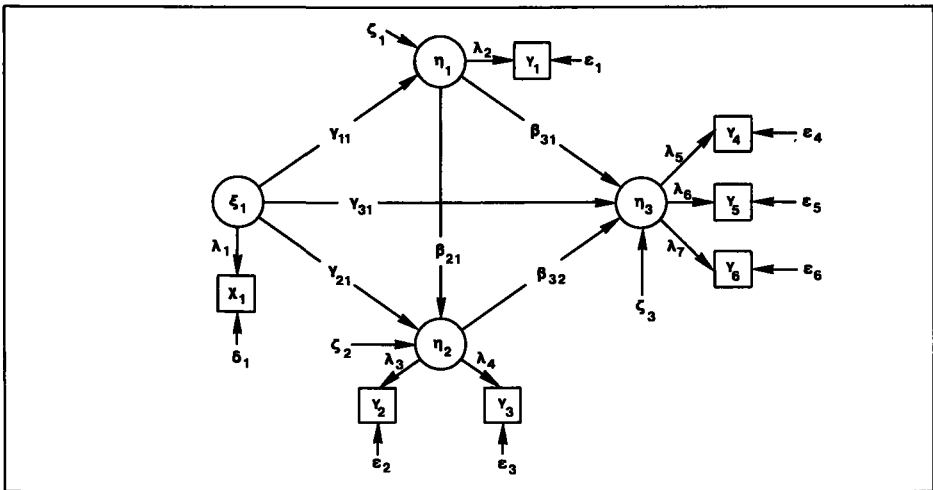 ζ₁
η₁
λ₂
Y₁
ε₁
γ₁₁
β₃₁
Y₄
ε₄
λ₅
ξ₁
γ₃₁
η₃
λ₆
Y₅
ε₅
λ₁
β₂₁
λ₇
γ₂₁
β₃₂
Y₆
ε₆
X₁
ζ₃
δ₁
ζ₂
η₂
λ₃
λ₄
Y₂
Y₃
ε₂
ε₃